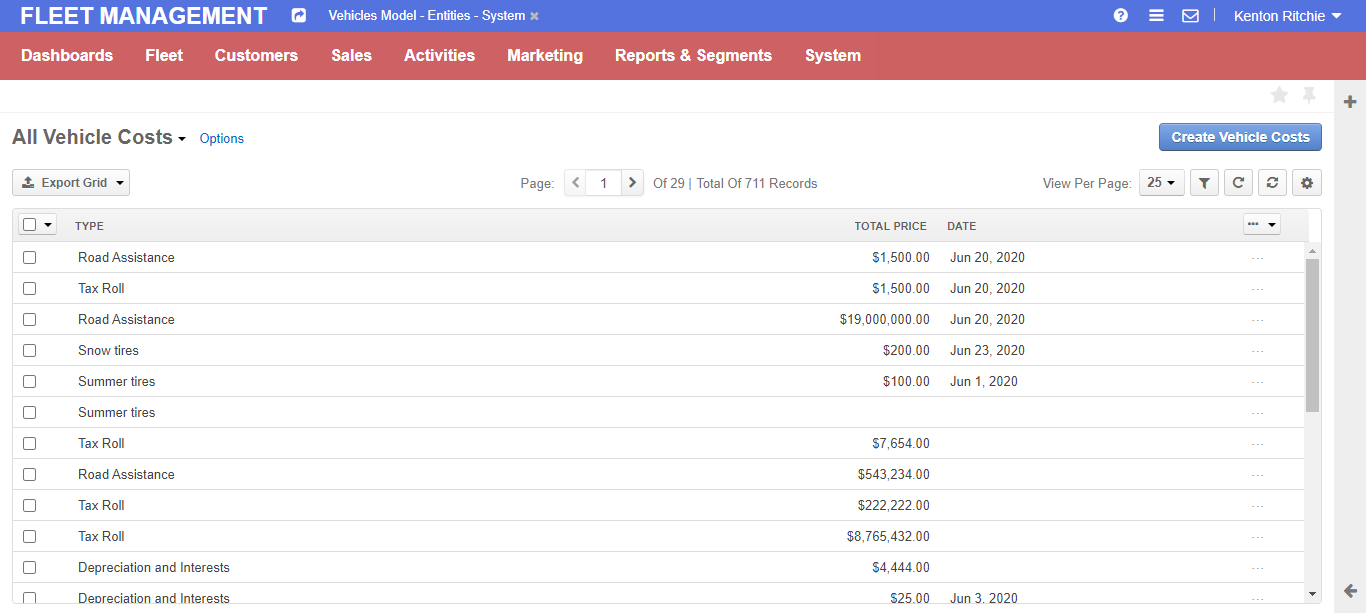 FLEET MANAGEMENT Vehicles Model - Entities - System × Kenton Ritchie
Dashboards Fleet Customers Sales Activities Marketing Reports & Segments System
All Vehicle Costs Options Create Vehicle Costs
Export Grid Page: 1 Of 29 | Total Of 711 Records View Per Page: 25
TYPE TOTAL PRICE DATE
Road Assistance $1,500.00 Jun 20, 2020 ...
Tax Roll $1,500.00 Jun 20, 2020 ...
Road Assistance $19,000,000.00 Jun 20, 2020 ...
Snow tires $200.00 Jun 23, 2020 ...
Summer tires $100.00 Jun 1, 2020 ...
Summer tires ...
Tax Roll $7,654.00 ...
Road Assistance $543,234.00 ...
Tax Roll $222,222.00 ...
Tax Roll $8,765,432.00 ...
Depreciation and Interests $4,444.00 ...
Depreciation and Interests $25.00 Jun 3, 2020 ...